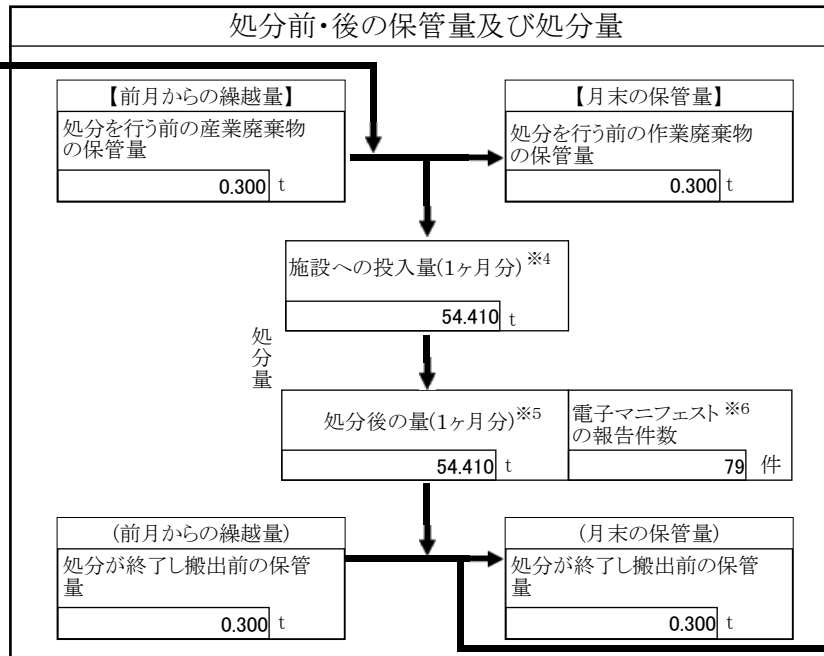 処分前・後の保管量及び処分量
【前月からの繰越量】
処分を行う前の産業廃棄物
の保管量
0.300 t
【月末の保管量】
処分を行う前の作業廃棄物
の保管量
0.300 t
施設への投入量(1ヶ月分)※4
54.410 t
処分量
処分後の量(1ヶ月分)※5
54.410 t
電子マニフェスト※6
の報告件数
79 件
(前月からの繰越量)
処分が終了し搬出前の保管
量
0.300 t
(月末の保管量)
処分が終了し搬出前の保管
量
0.300 t